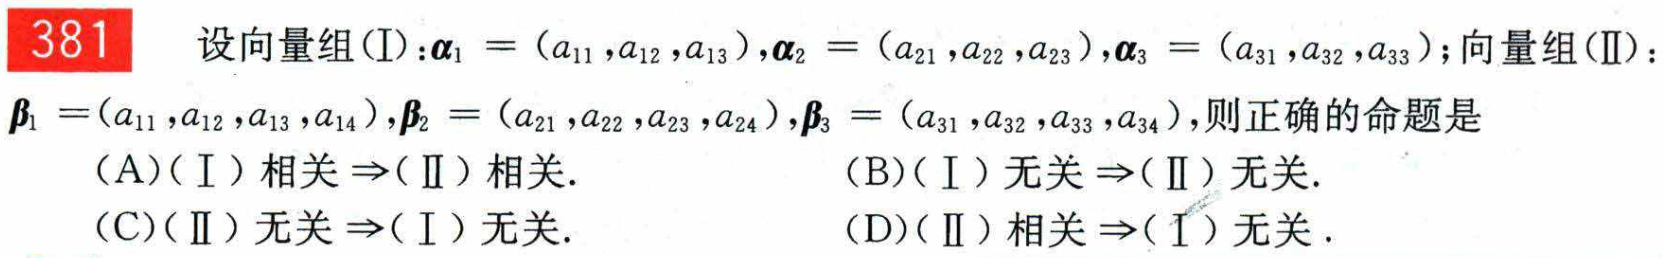 381 设向量组(Ⅰ):α₁ = (a₁₁,a₁₂,a₁₃),α₂ = (a₂₁,a₂₂,a₂₃),α₃ = (a₃₁,a₃₂,a₃₃);向量组(Ⅱ):
β₁ =(a₁₁,a₁₂,a₁₃,a₁₄),β₂ = (a₂₁,a₂₂,a₂₃,a₂₄),β₃ = (a₃₁,a₃₂,a₃₃,a₃₄),则正确的命题是
(A)(Ⅰ)相关⇒(Ⅱ)相关. (B)(Ⅰ)无关⇒(Ⅱ)无关.
(C)(Ⅱ)无关⇒(Ⅰ)无关. (D)(Ⅱ)相关⇒(Ⅰ)无关.